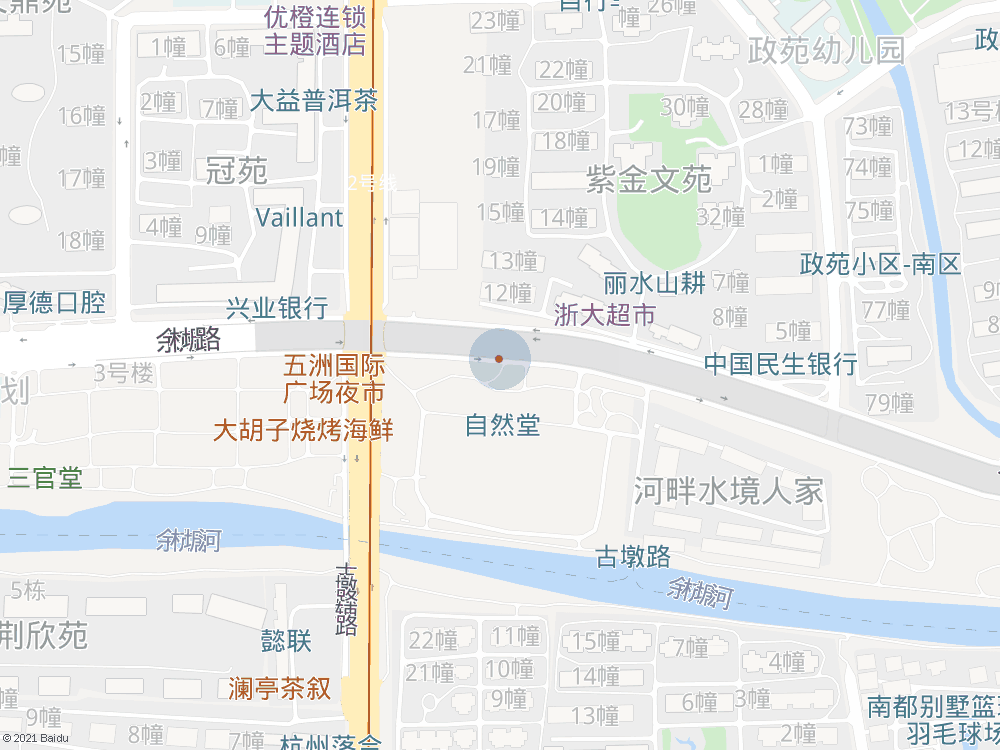 优橙连锁
主题酒店
23幢
26幢
15幢
1幢
6幢
21幢
22幢
政苑幼儿园
大益普洱茶
16幢
2幢
7幢
17幢
20幢
30幢
28幢
13号
73幢
18幢
12幢
3幢
冠苑
19幢
1幢
74幢
17幢
2号线
紫金文苑
2幢
Vaillant
15幢
14幢
32幢
75幢
4幢
9幢
18幢
13幢
政苑小区-南区
丽水山耕
7幢
12幢
厚德口腔
兴业银行
浙大超市
8幢
77幢
5幢
余杭塘路
五洲国际
广场夜市
3号楼
中国民生银行
划
79幢
大胡子烧烤海鲜
自然堂
三官堂
河畔水境人家
余杭塘河
古墩路
5栋
余杭塘河
古墩路辅路
荆欣苑
懿联
22幢
11幢
15幢
7幢
4幢
21幢
10幢
14幢
澜亭茶叙
9幢
6幢
3幢
南都别墅篮
羽毛球场
9幢
13幢
8幢
7幢
2幢
© 2021 Baidu